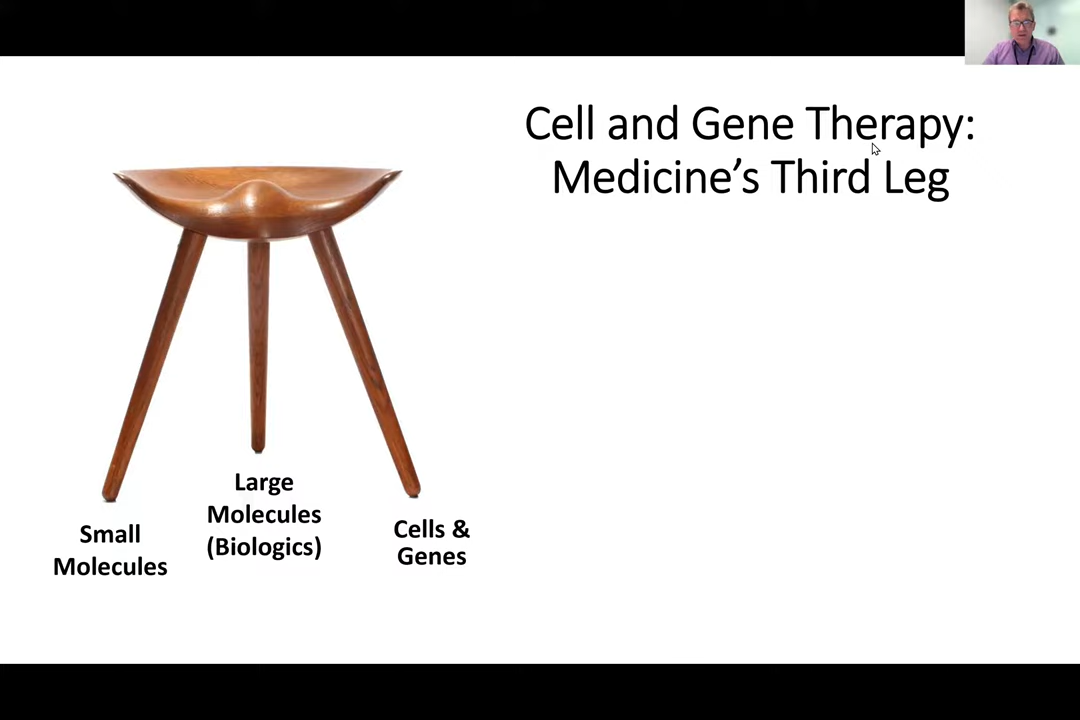 Cell and Gene Therapy:
Medicine’s Third Leg
Small
Molecules
Large
Molecules
(Biologics)
Cells &
Genes